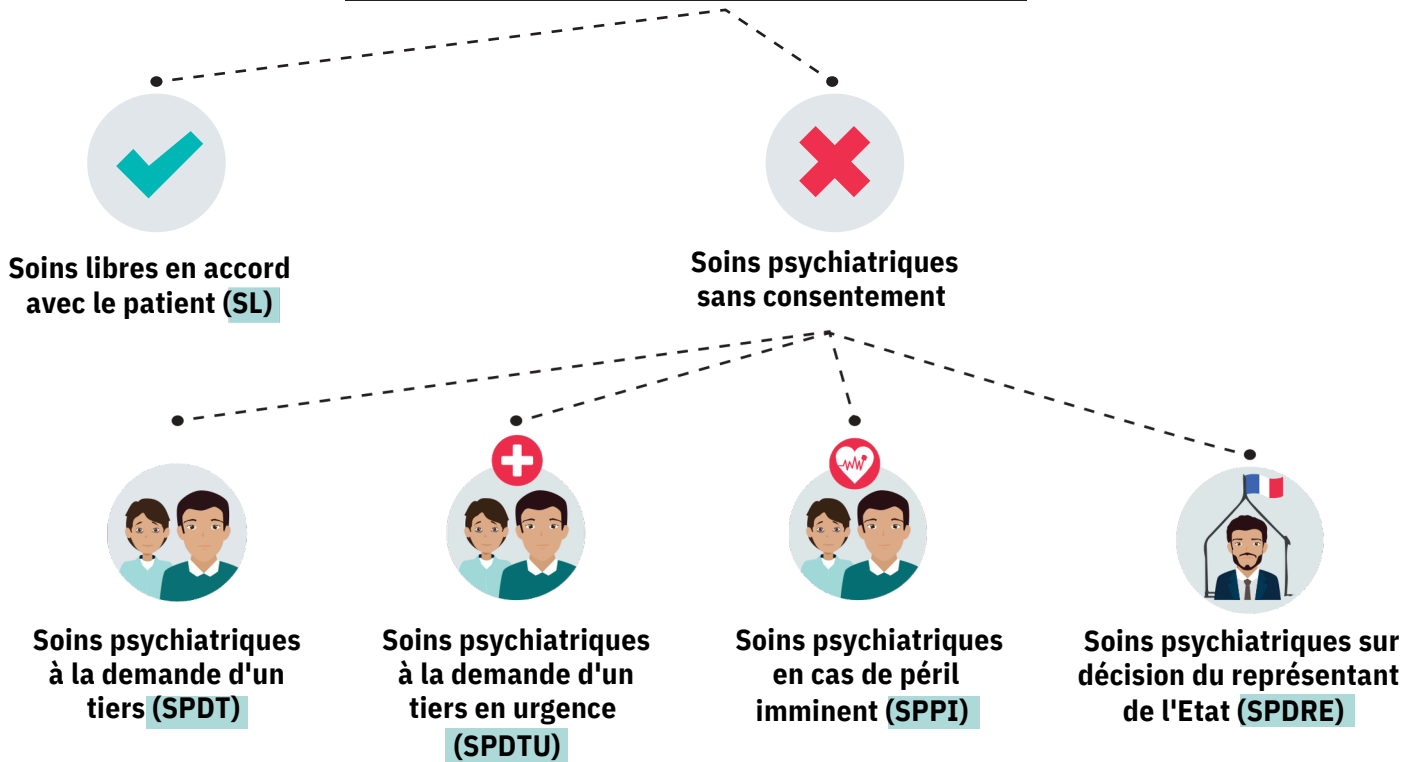 Soins libres en accord
avec le patient (SL)
Soins psychiatriques
sans consentement
Soins psychiatriques
à la demande d'un
tiers (SPDT)
Soins psychiatriques
à la demande d'un
tiers en urgence
(SPDTU)
Soins psychiatriques
en cas de péril
imminent (SPPI)
Soins psychiatriques sur
décision du représentant
de l'Etat (SPDRE)